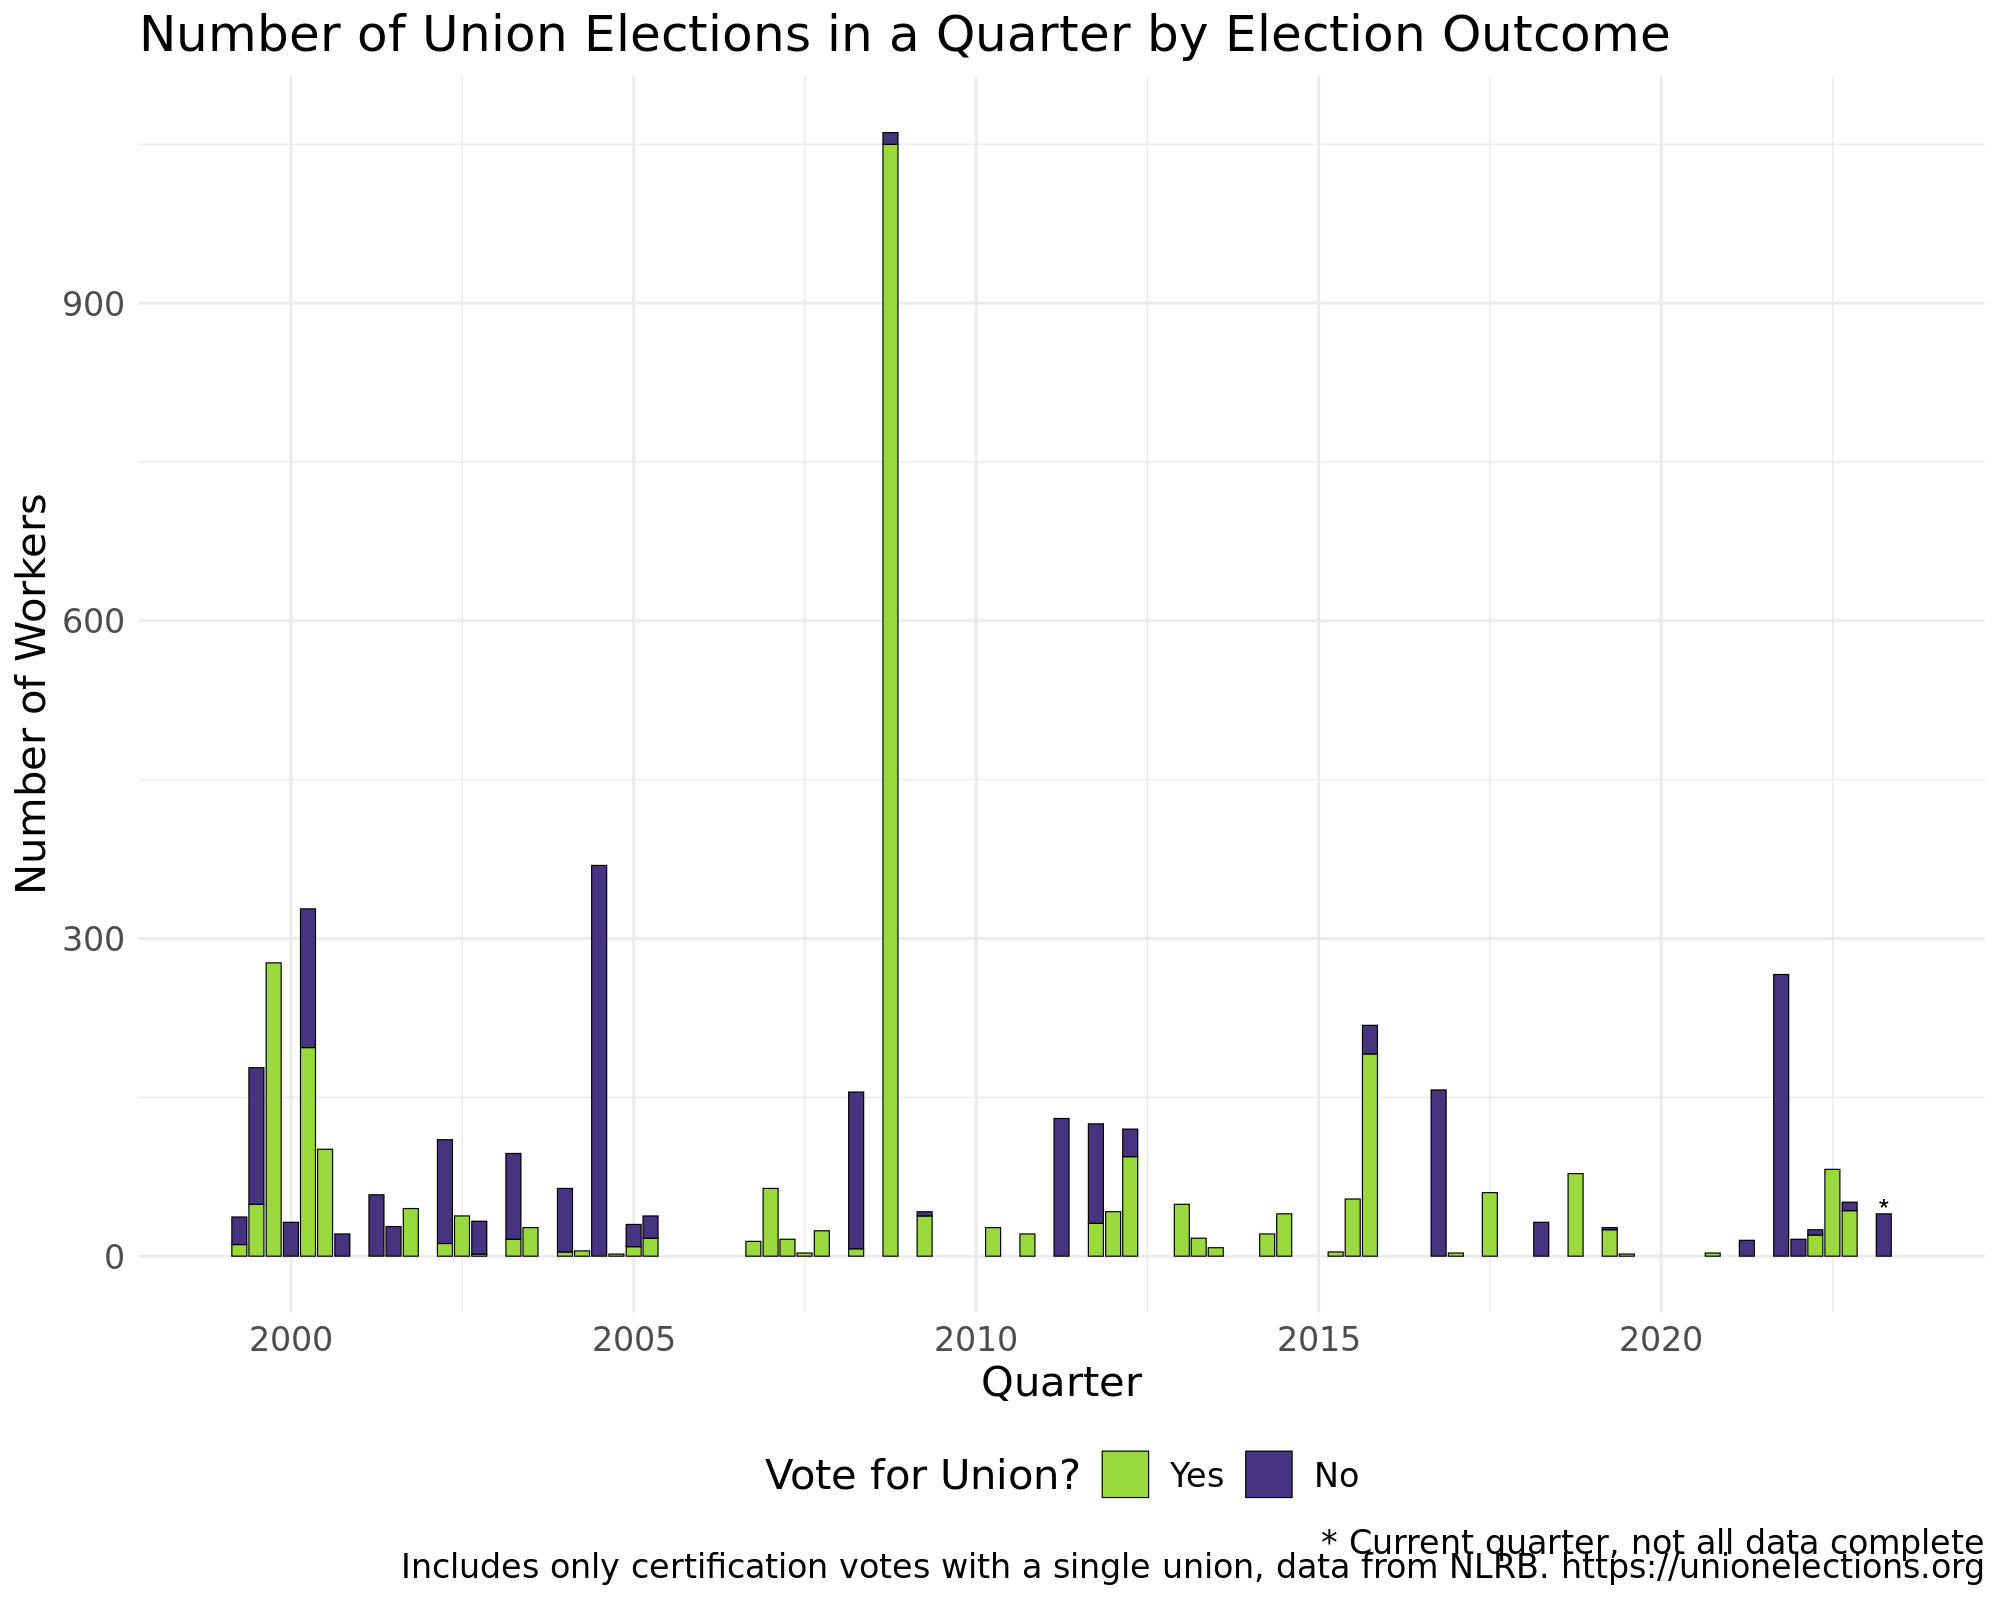 Number of Union Elections in a Quarter by Election Outcome
Number of Workers
900
600
300
0
*
2000 2005 2010 2015 2020
Quarter
Vote for Union? Yes No
* Current quarter, not all data complete
Includes only certification votes with a single union, data from NLRB. https://unionelections.org